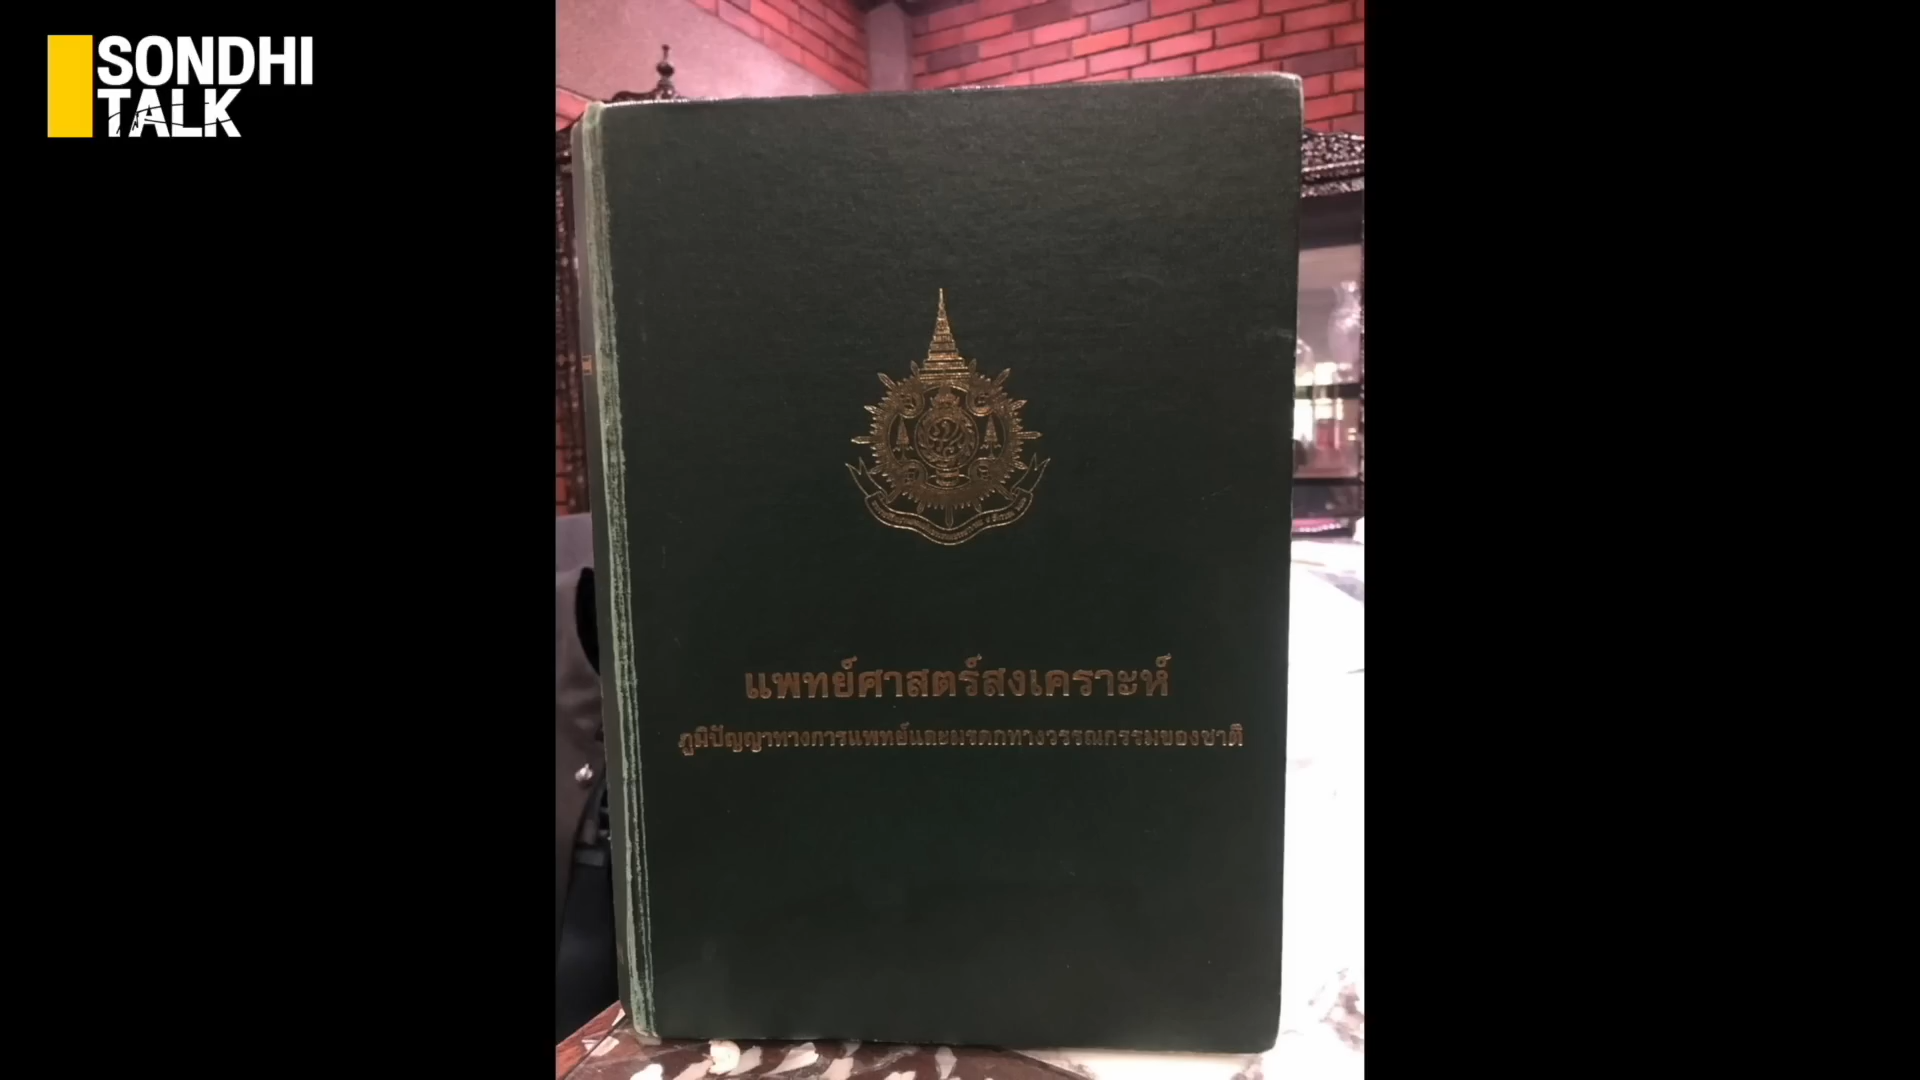 SONDHI
TALK
แพทย์ศาสตร์สงเคราะห์
ภูมิปัญญาทางการแพทย์และมรดกทางวรรณกรรมของชาติ